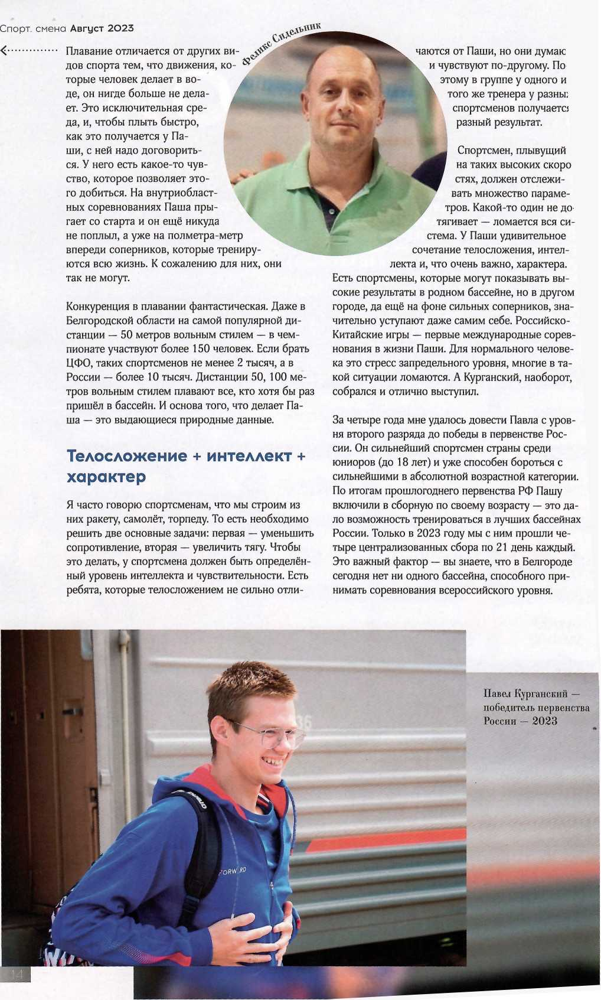 Спорт. смена Август 2023
Плавание отличается от других ви-
дов спорта тем, что движения, ко-
торые человек делает в во-
де, он нигде больше не дела-
ет. Это исключительная сре-
да, и, чтобы плыть быстро,
как это получается у Па-
ши, с ней надо договорить-
ся. У него есть какое-то чув-
ство, которое позволяет это-
го добиться. На внутриобласт-
ных соревнованиях Паша пры-
гает со старта и он ещё никуда
не поплыл, а уже на полметра-метр
впереди соперников, которые трениру-
ются всю жизнь. К сожалению для них, они
так не могут.
Конкуренция в плавании фантастическая. Даже в
Белгородской области на самой популярной ди-
станции — 50 метров вольным стилем — в чем-
пионате участвуют более 150 человек. Если брать
ЦФО, таких спортсменов не менее 2 тысяч, а в
России — более 10 тысяч. Дистанции 50, 100 ме-
тров вольным стилем плавают все, кто хотя бы раз
пришёл в бассейн. И основа того, что делает Па-
ша — это выдающиеся природные данные.
Телосложение + интеллект +
характер
Я часто говорю спортсменам, что мы строим из
них ракету, самолёт, торпеду. То есть необходимо
решить две основные задачи: первая — уменьшить
сопротивление, вторая — увеличить тягу. Чтобы
это делать, у спортсмена должен быть определён-
ный уровень интеллекта и чувствительности. Есть
ребята, которые телосложением не сильно отли-
Феликс Сидельник
чаются от Паши, но они думаю
и чувствуют по-другому. По
этому в группе у одного и
того же тренера у разны
спортсменов получается
разный результат.
Спортсмен, плывущий
на таких высоких скоро
стях, должен отслежи-
вать множество параме-
тров. Какой-то один не до-
тягивает — ломается вся си-
стема. У Паши удивительное
сочетание телосложения, интел-
лекта и, что очень важно, характера.
Есть спортсмены, которые могут показывать вы-
сокие результаты в родном бассейне, но в другом
городе, да ещё на фоне сильных соперников, зна-
чительно уступают даже самим себе. Российско-
Китайские игры — первые международные сорев-
нования в жизни Паши. Для нормального челове-
ка это стресс запредельного уровня, многие в та-
кой ситуации ломаются. А Курганский, наоборот,
собрался и отлично выступил.
За четыре года мне удалось довести Павла с уров-
ня второго разряда до победы в первенстве Рос-
сии. Он сильнейший спортсмен страны среди
юниоров (до 18 лет) и уже способен бороться с
сильнейшими в абсолютной возрастной категории.
По итогам прошлогоднего первенства РФ Пашу
включили в сборную по своему возрасту — это да-
ло возможность тренироваться в лучших бассейнах
России. Только в 2023 году мы с ним прошли че-
тыре централизованных сбора по 21 день каждый.
Это важный фактор — вы знаете, что в Белгороде
сегодня нет ни одного бассейна, способного при-
нимать соревнования всероссийского уровня.
Павел Курганский —
победитель первенства
России — 2023
36
FORWARD
14